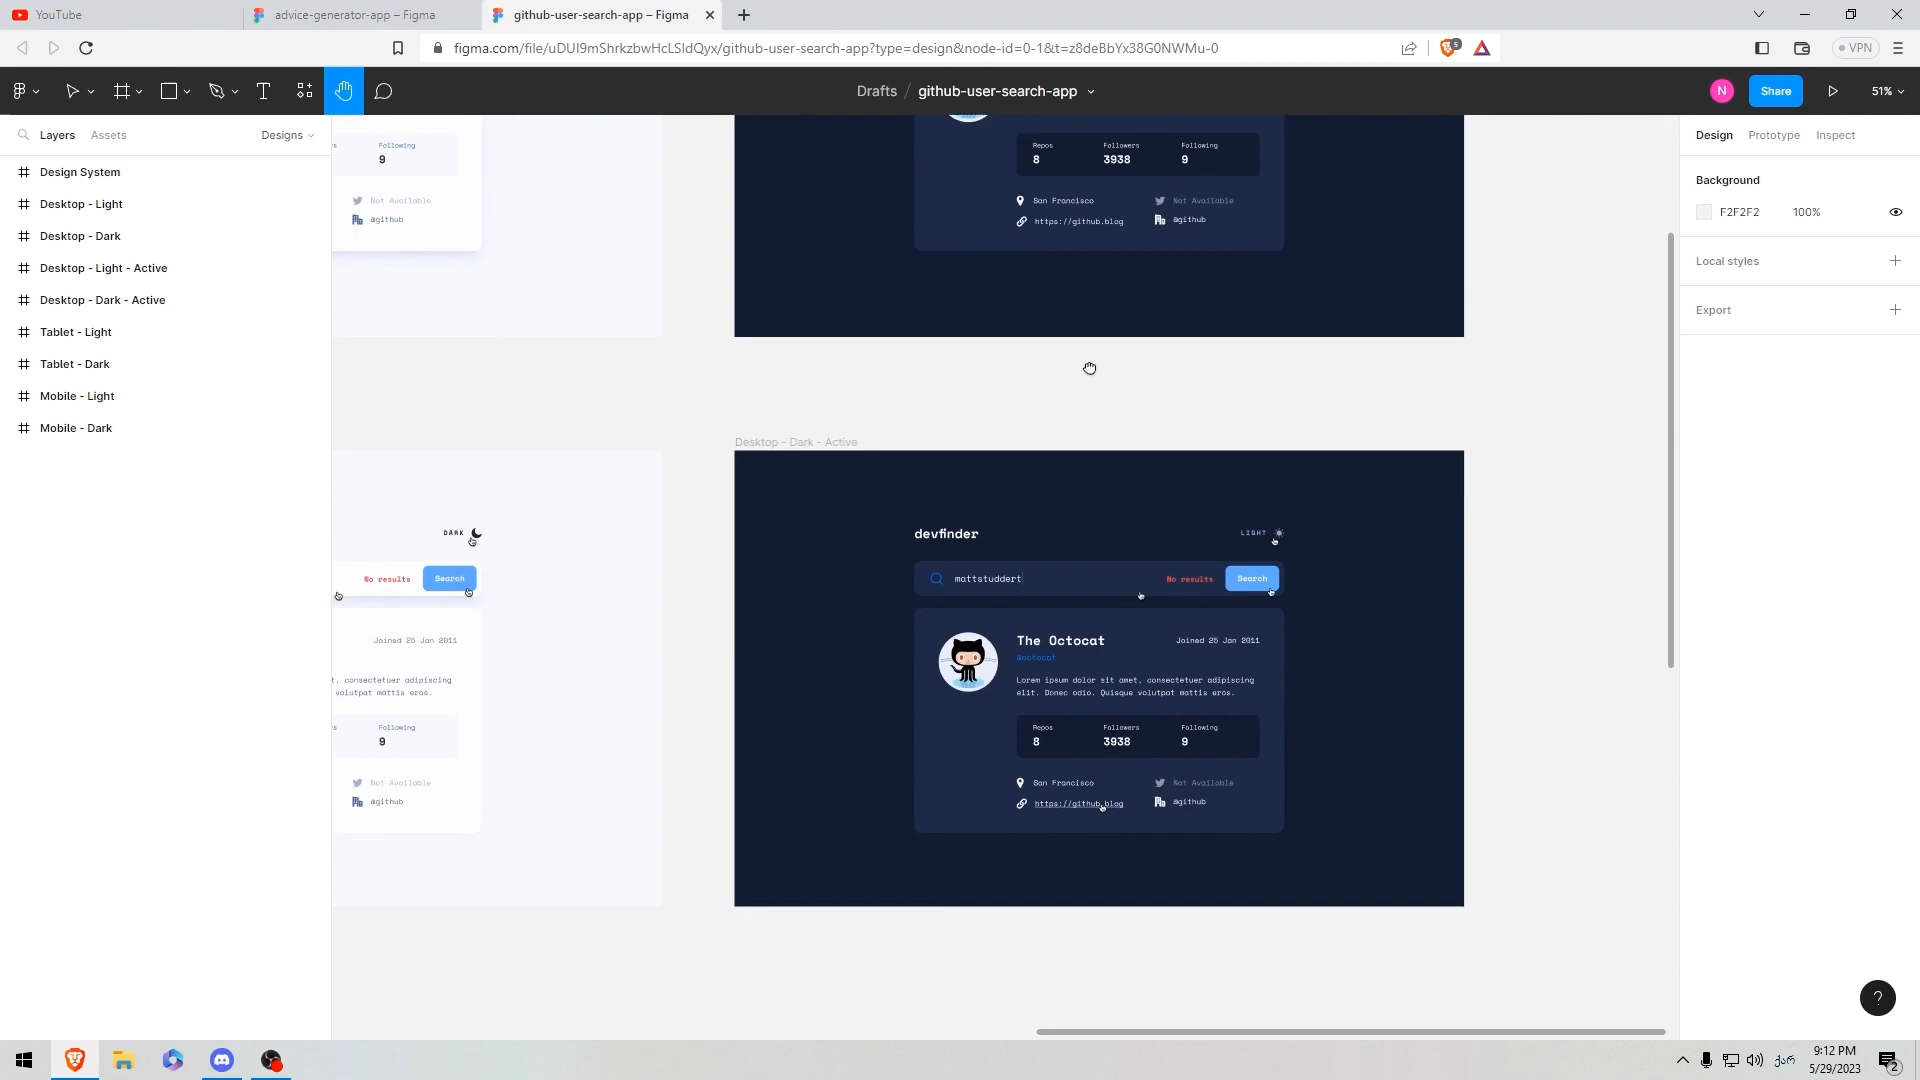 YouTube
advice-generator-app – Figma
github-user-search-app – Figma
figma.com/file/uDUI9mShrkzbwHcLSldQyx/github-user-search-app?type=design&node-id=0-1&t=z8deBbYx38G0NWMu-0
5
VPN
Drafts / github-user-search-app
N
Share
51%
Layers
Assets
Designs
Design System
Desktop - Light
Desktop - Dark
Desktop - Light - Active
Desktop - Dark - Active
Tablet - Light
Tablet - Dark
Mobile - Light
Mobile - Dark
Following
9
Not Available
@github
Repos
Followers
Following
8
3938
9
San Francisco
Not Available
https://github.blog
@github
DARK
No results
Search
Joined 25 Jan 2011
t, consectetuer adipiscing
volutpat mattis eros.
Following
9
Not Available
@github
Desktop - Dark - Active
devfinder
LIGHT
mattstuddert
No results
Search
The Octocat
Joined 25 Jan 2011
@octocat
Lorem ipsum dolor sit amet, consectetuer adipiscing
elit. Donec odio. Quisque volutpat mattis eros.
Repos
Followers
Following
8
3938
9
San Francisco
Not Available
https://github.blog
@github
Design
Prototype
Inspect
Background
F2F2F2
100%
Local styles
Export
?
ქარ
9:12 PM
5/29/2023
2